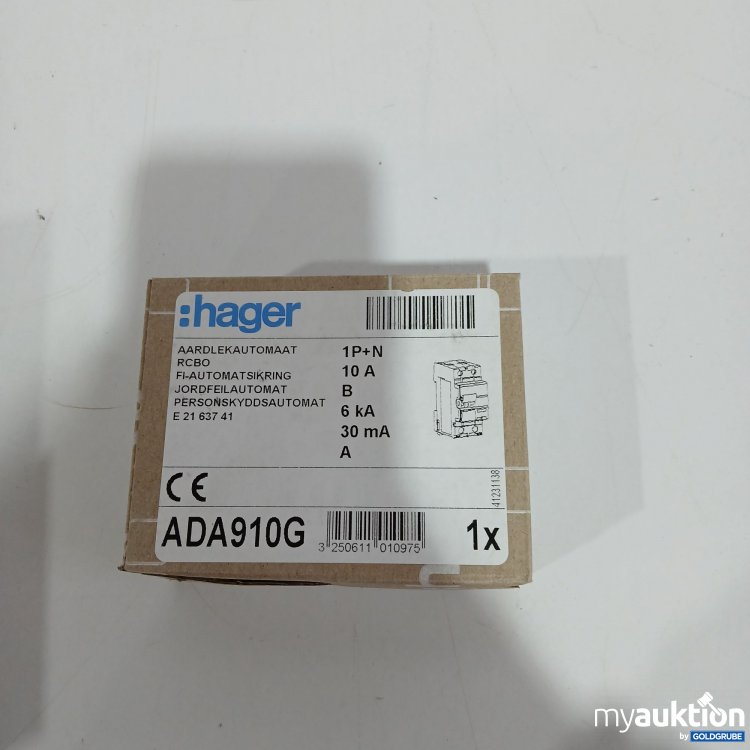 :hager
AARDLEKAUTOMAAT
RCBO
FI-AUTOMATSIKRING
JORDFEILAUTOMAT
PERSONSKYDDSAUTOMAT
E 21 637 41
1P+N
10 A
B
6 kA
30 mA
A
41231138
CE
ADA910G
3 250611 010975
1x
myauktion
by GOLDGRUBE